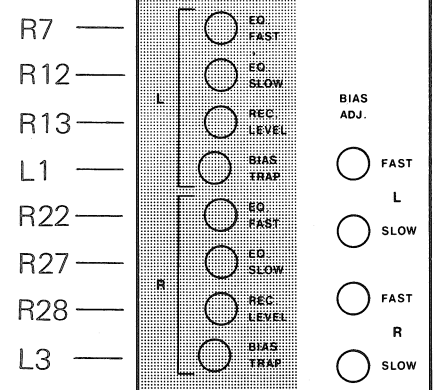 R7
EQ.
FAST
R12
EQ.
SLOW
L
R13
REC.
LEVEL
L1
BIAS
TRAP
R22
EQ.
FAST
R27
EQ.
SLOW
R
R28
REC.
LEVEL
L3
BIAS
TRAP
BIAS
ADJ.
FAST
L
SLOW
FAST
R
SLOW